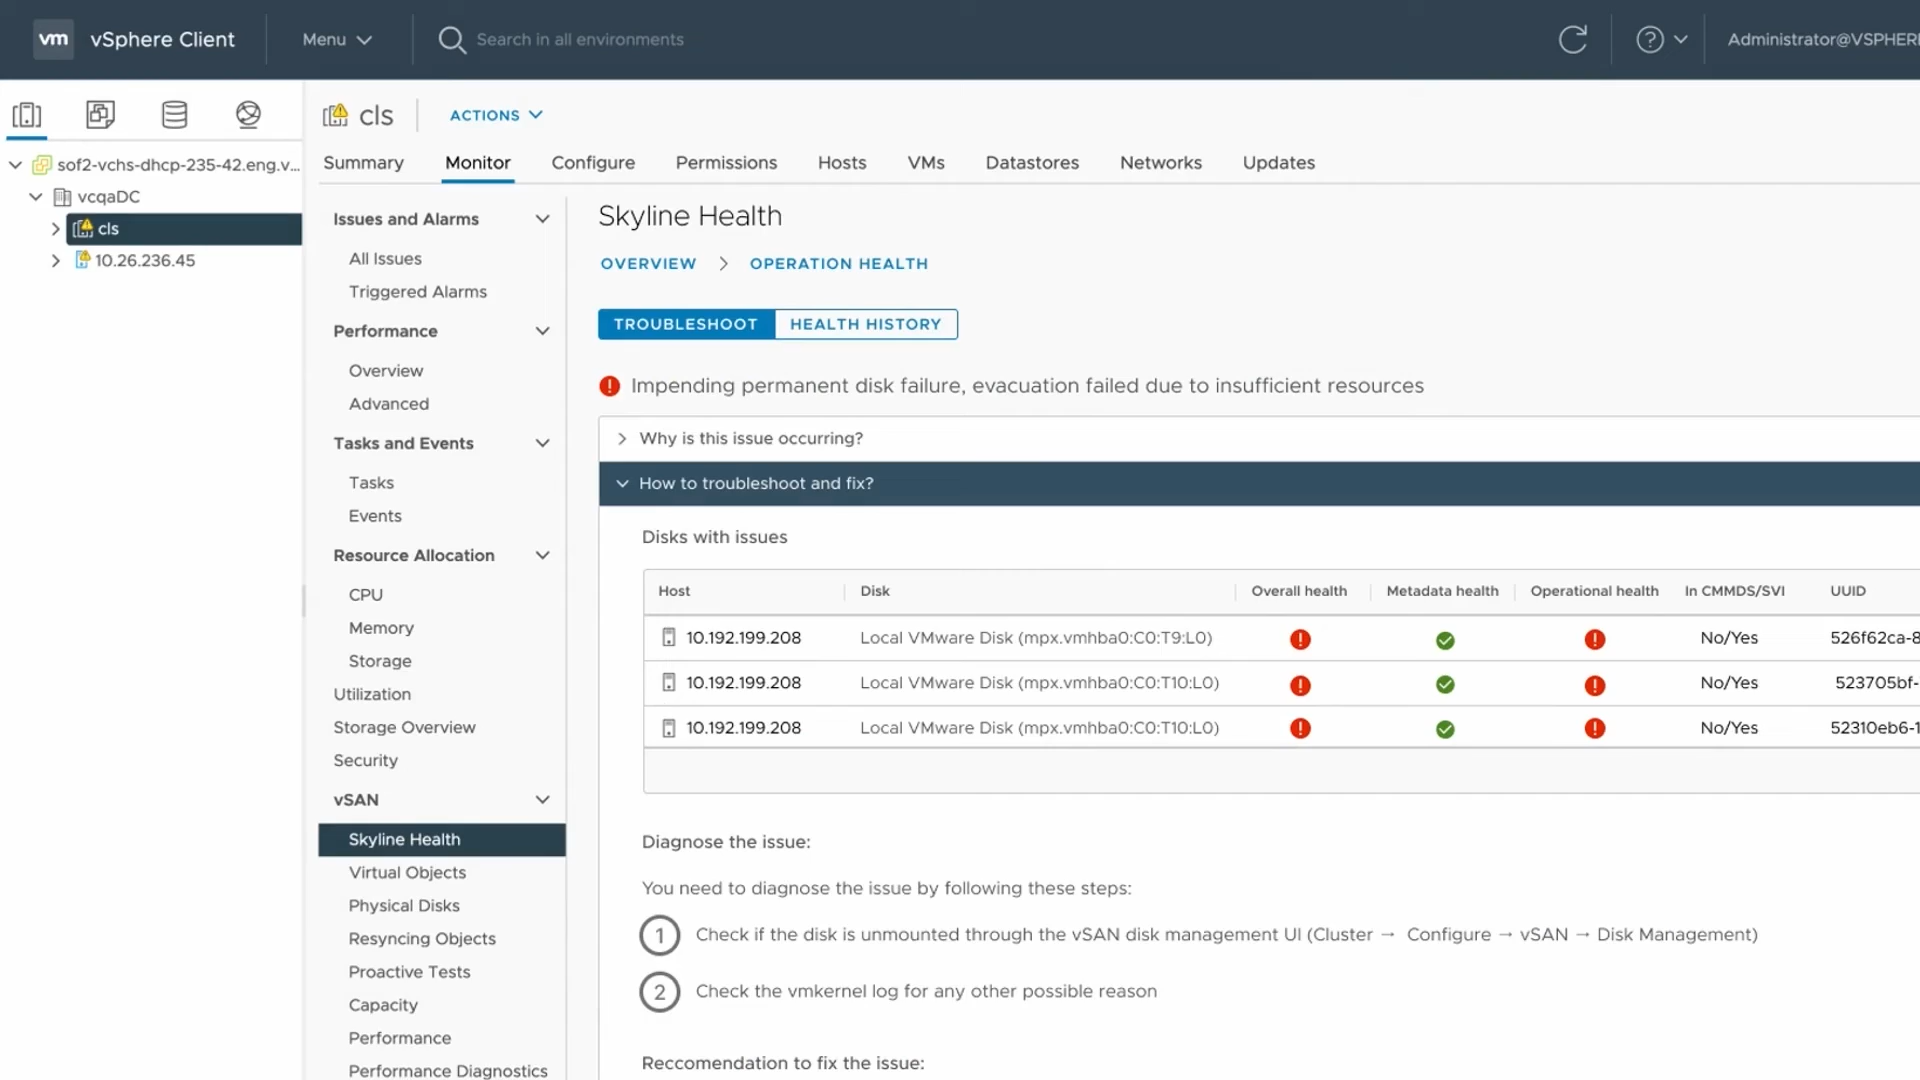 vm vSphere Client Menu Search in all environments Administrator@VSPHERE
cls ACTIONS
Summary Monitor Configure Permissions Hosts VMs Datastores Networks Updates
sof2-vchs-dhcp-235-42.eng.v...
vcqaDC
cls
10.26.236.45
Issues and Alarms
All Issues
Triggered Alarms
Performance
Overview
Advanced
Tasks and Events
Tasks
Events
Resource Allocation
CPU
Memory
Storage
Utilization
Storage Overview
Security
vSAN
Skyline Health
Virtual Objects
Physical Disks
Resyncing Objects
Proactive Tests
Capacity
Performance
Performance Diagnostics
Skyline Health
OVERVIEW > OPERATION HEALTH
TROUBLESHOOT HEALTH HISTORY
Impending permanent disk failure, evacuation failed due to insufficient resources
Why is this issue occurring?
How to troubleshoot and fix?
Disks with issues
Host Disk Overall health Metadata health Operational health In CMMDS/SVI UUID
10.192.199.208 Local VMware Disk (mpx.vmhba0:C0:T9:L0) No/Yes 526f62ca-8
10.192.199.208 Local VMware Disk (mpx.vmhba0:C0:T10:L0) No/Yes 523705bf-
10.192.199.208 Local VMware Disk (mpx.vmhba0:C0:T10:L0) No/Yes 52310eb6-1
Diagnose the issue:
You need to diagnose the issue by following these steps:
1 Check if the disk is unmounted through the vSAN disk management UI (Cluster → Configure → vSAN → Disk Management)
2 Check the vmkernel log for any other possible reason
Reccomendation to fix the issue: